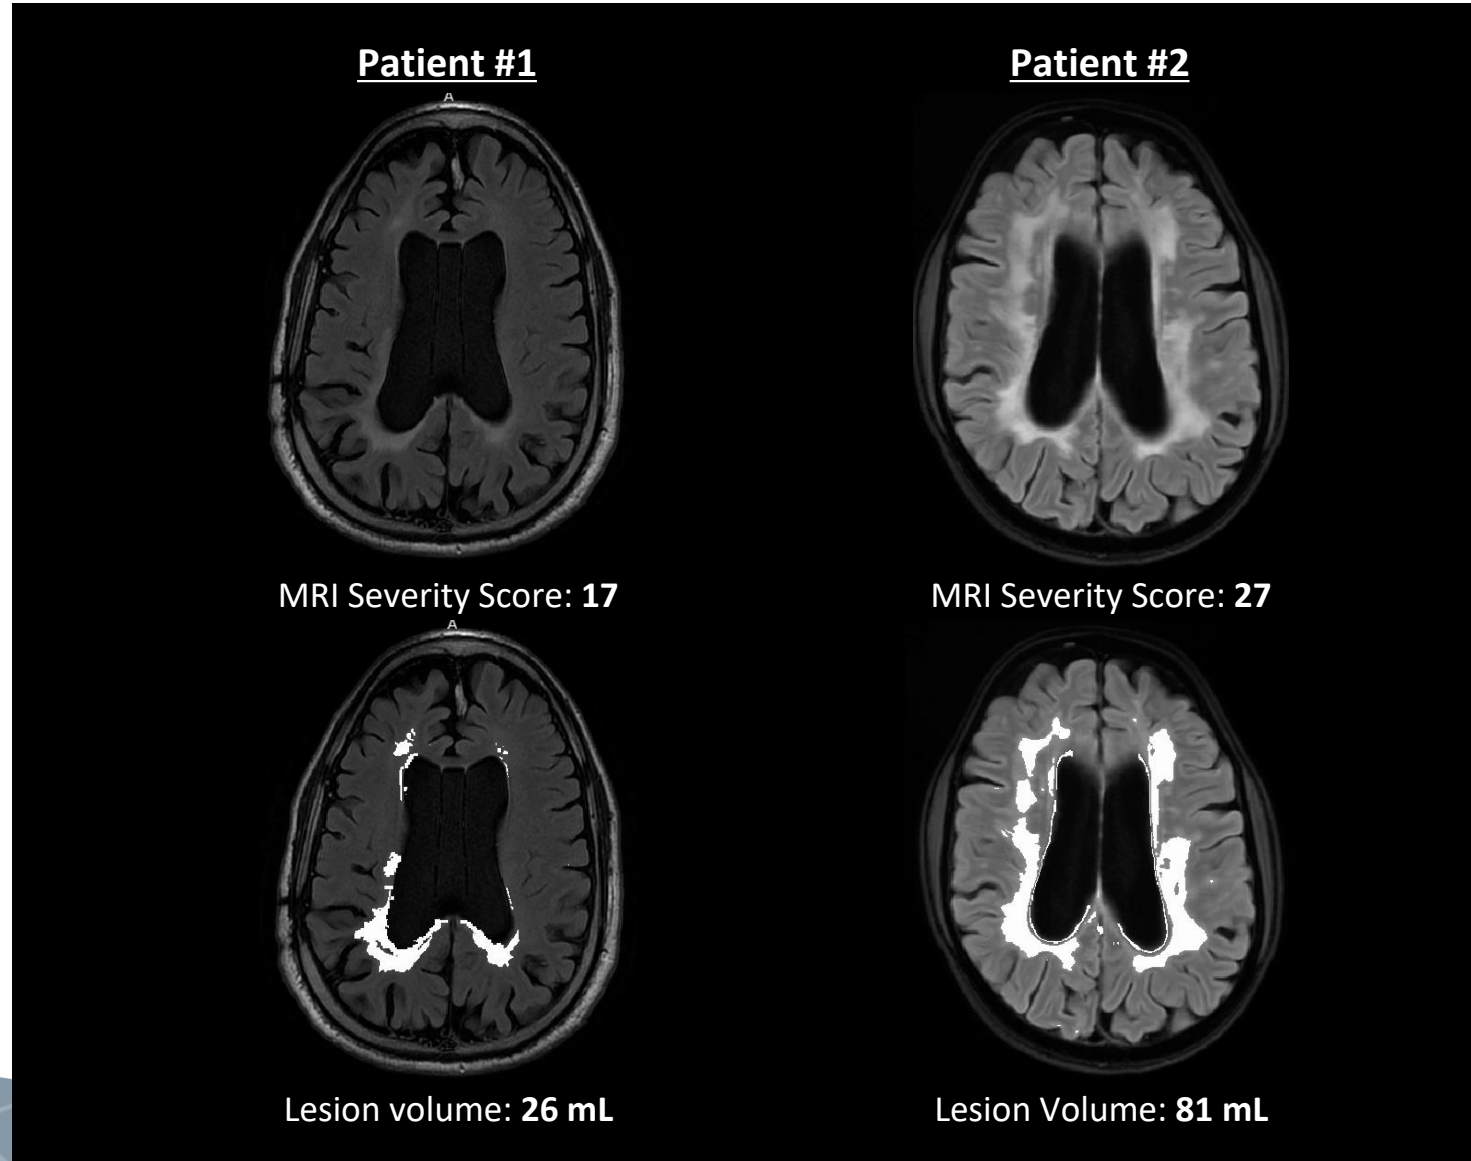 Patient #1
Patient #2
A
MRI Severity Score: 17
MRI Severity Score: 27
A
Lesion volume: 26 mL
Lesion Volume: 81 mL